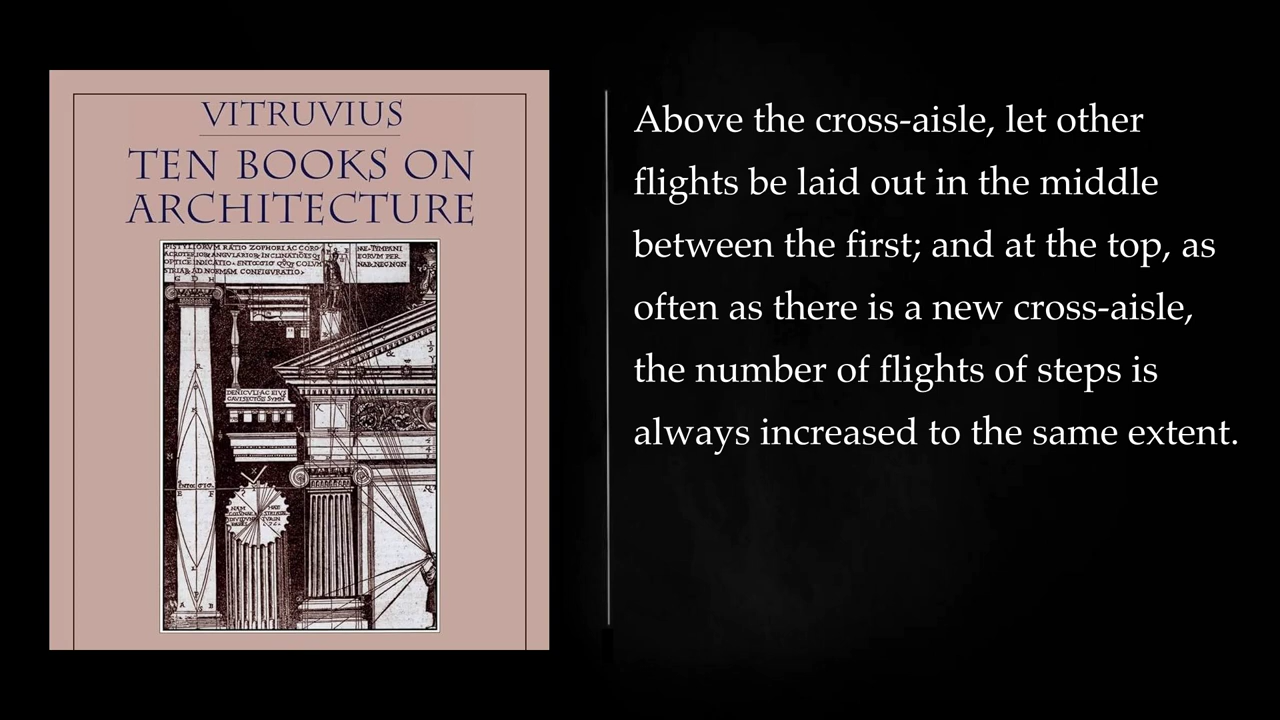 VITRUVIUS
TEN BOOKS ON
ARCHITECTURE
Above the cross-aisle, let other
flights be laid out in the middle
between the first; and at the top, as
often as there is a new cross-aisle,
the number of flights of steps is
always increased to the same extent.